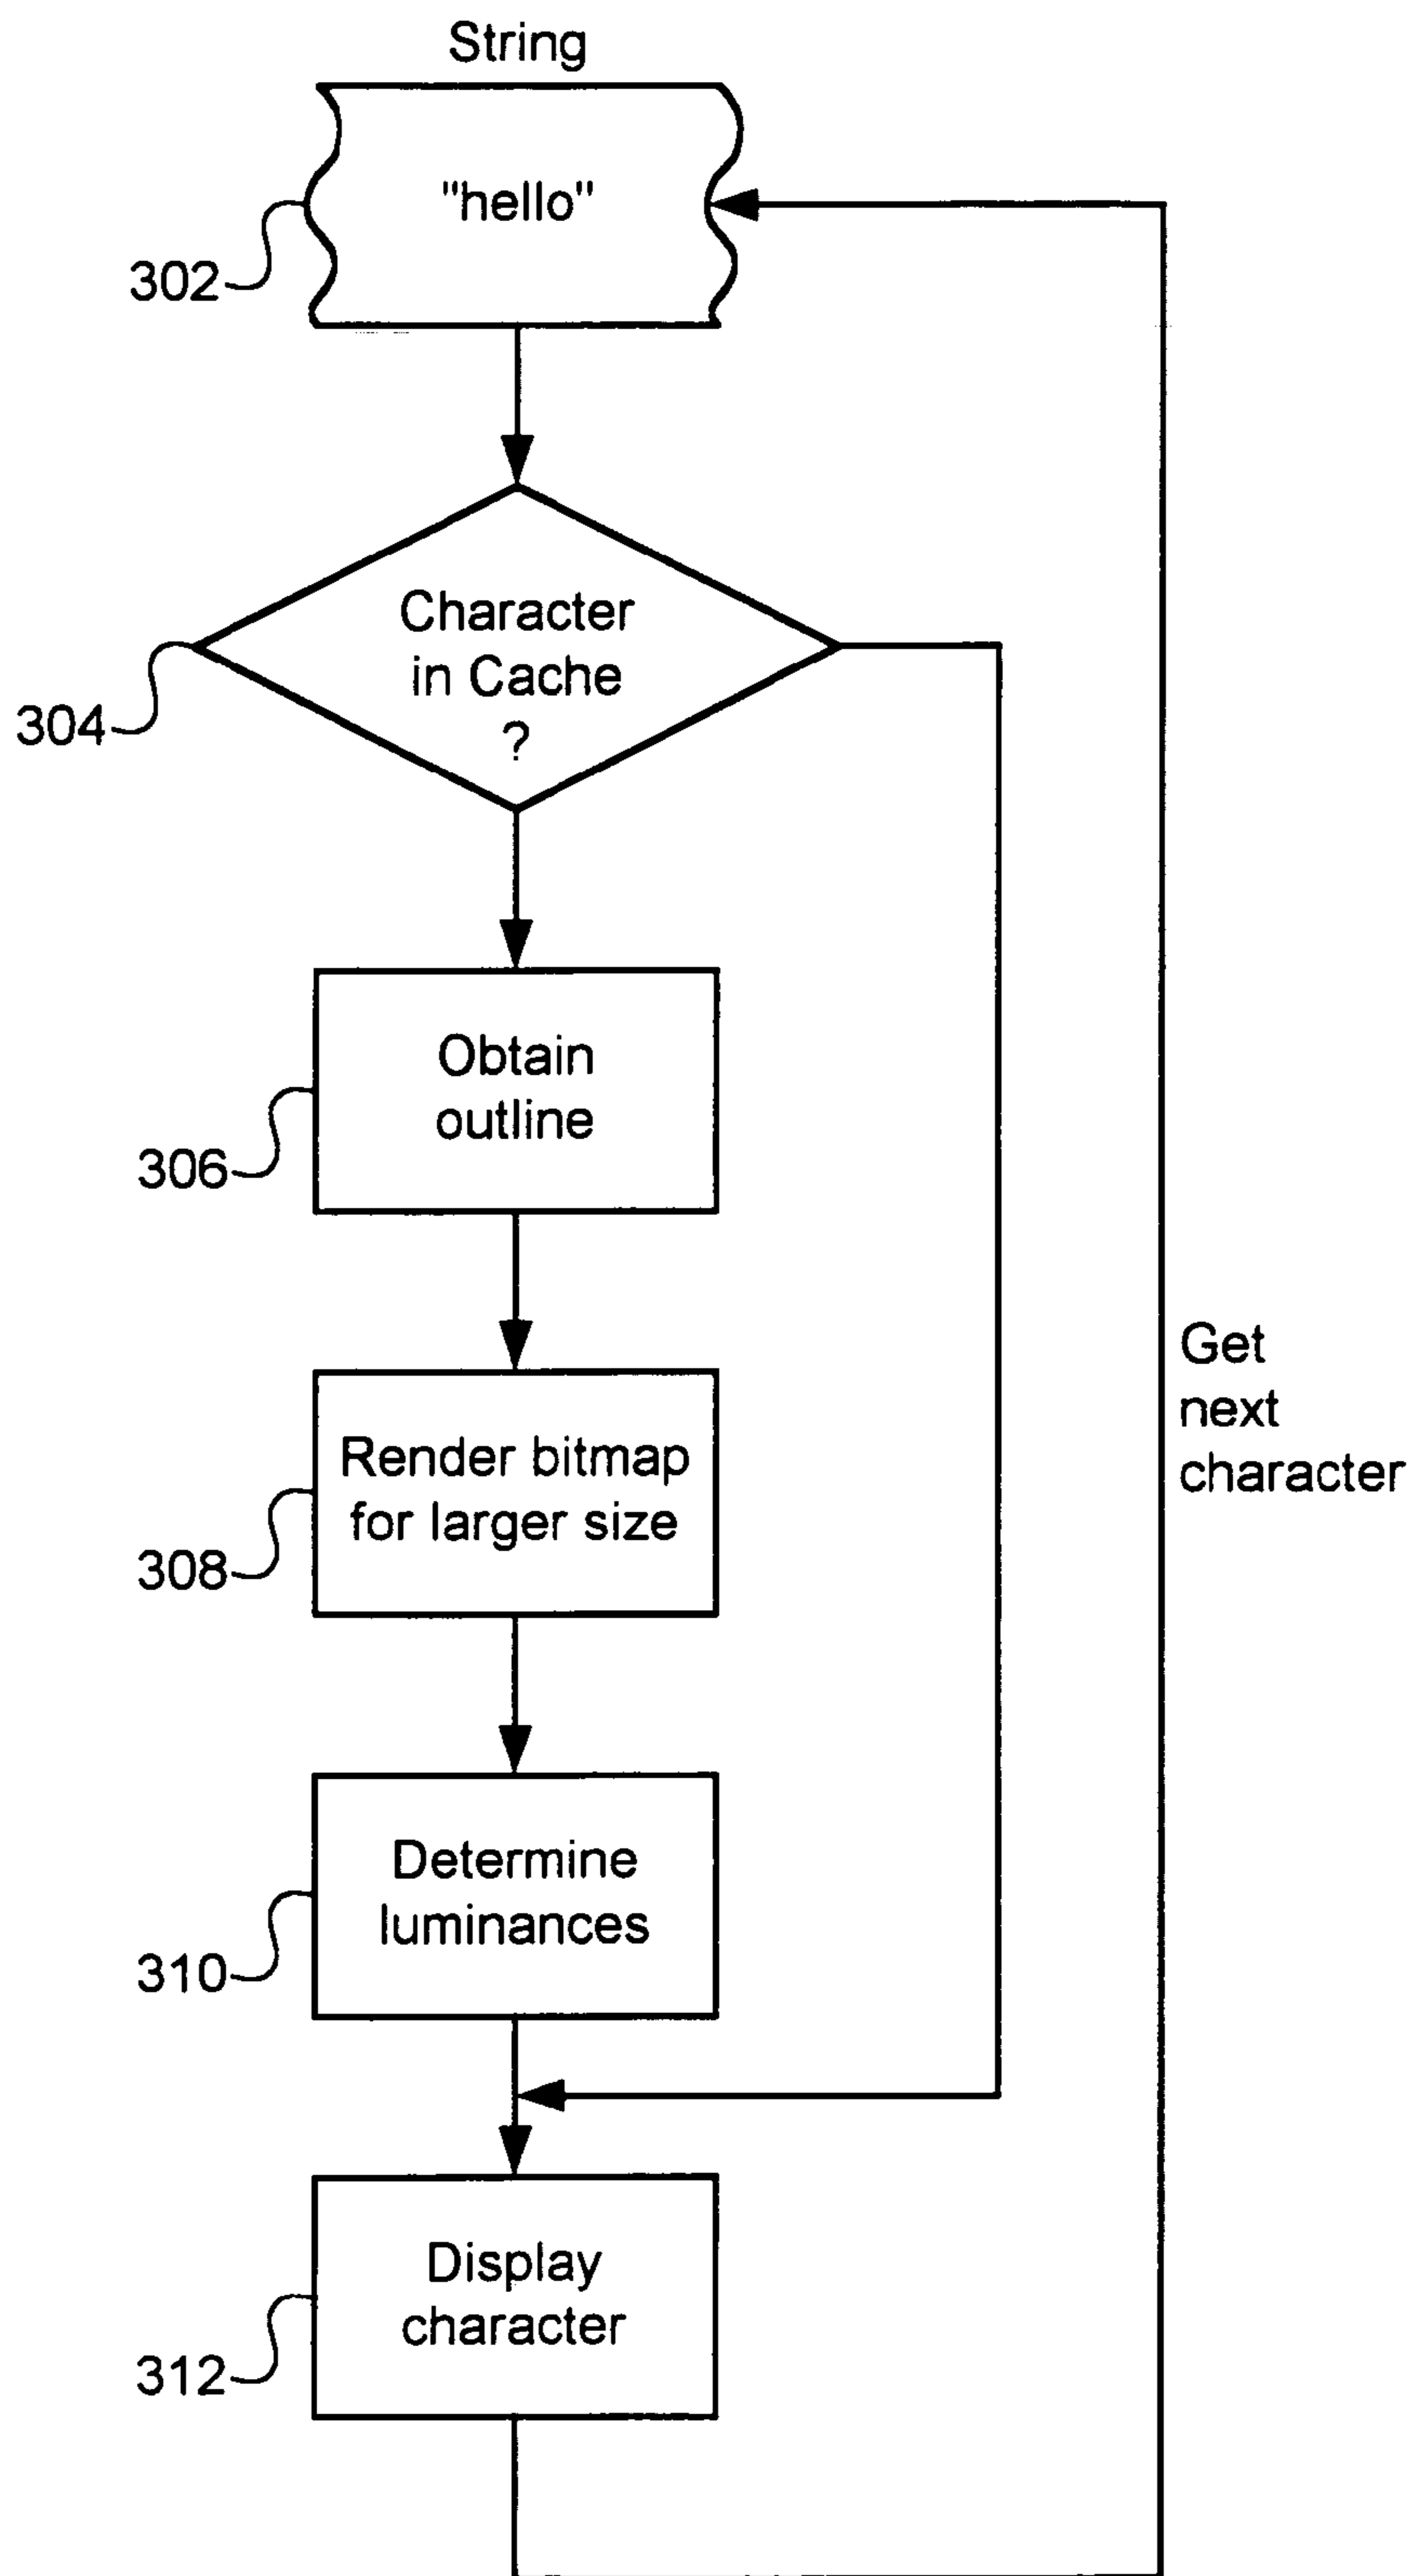 String
"hello"
302
Character
in Cache
?
304
Obtain
outline
306
Render bitmap
for larger size
308
Get
next
character
Determine
luminances
310
Display
character
312